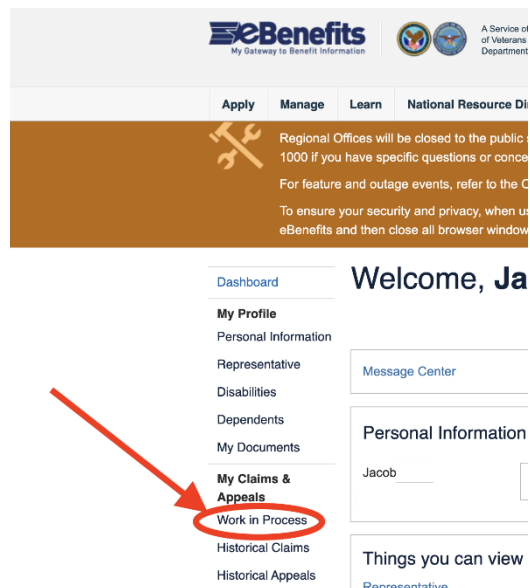 eBenefits
My Gateway to Benefit Information
A Service of
of Veterans
Department
Apply Manage Learn National Resource Di
Regional Offices will be closed to the public
1000 if you have specific questions or conce
For feature and outage events, refer to the
To ensure your security and privacy, when us
eBenefits and then close all browser window
Dashboard
My Profile
Personal Information
Representative
Disabilities
Dependents
My Documents
My Claims &
Appeals
Work in Process
Historical Claims
Historical Appeals
Welcome, Ja
Message Center
Personal Information
Jacob
Things you can view
Representative